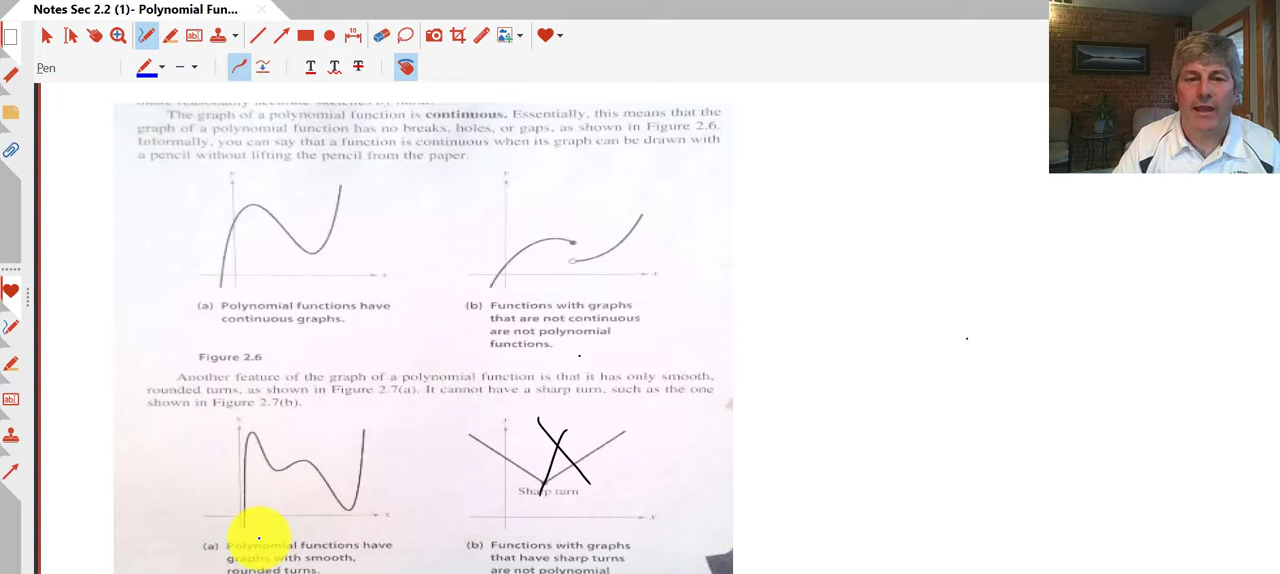 Notes Sec 2.2 (1)- Polynomial Fun...
Pen
The graph of a polynomial function is continuous. Essentially, this means that the
graph of a polynomial function has no breaks, holes, or gaps, as shown in Figure 2.6.
Informally, you can say that a function is continuous when its graph can be drawn with
a pencil without lifting the pencil from the paper.
y
y
x
x
(a) Polynomial functions have
continuous graphs.
(b) Functions with graphs
that are not continuous
are not polynomial
functions.
Figure 2.6
Another feature of the graph of a polynomial function is that it has only smooth,
rounded turns, as shown in Figure 2.7(a). It cannot have a sharp turn, such as the one
shown in Figure 2.7(b).
y
y
Sharp turn
x
x
(a) Polynomial functions have
graphs with smooth,
rounded turns.
(b) Functions with graphs
that have sharp turns
are not polynomial